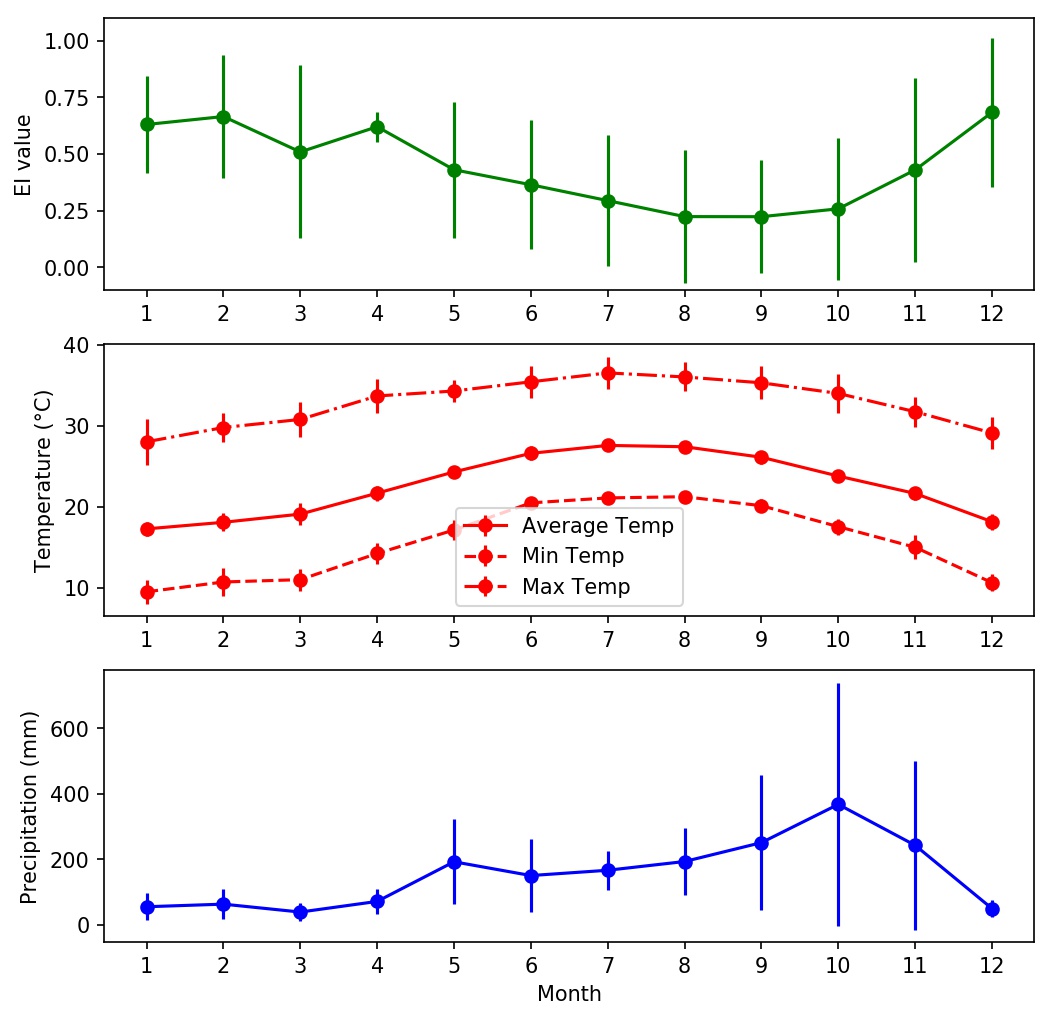 1.00
0.75
0.50
0.25
0.00
EI value
1 2 3 4 5 6 7 8 9 10 11 12
40
30
20
10
Temperature (°C)
Average Temp
Min Temp
Max Temp
1 2 3 4 5 6 7 8 9 10 11 12
600
400
200
0
Precipitation (mm)
1 2 3 4 5 6 7 8 9 10 11 12
Month